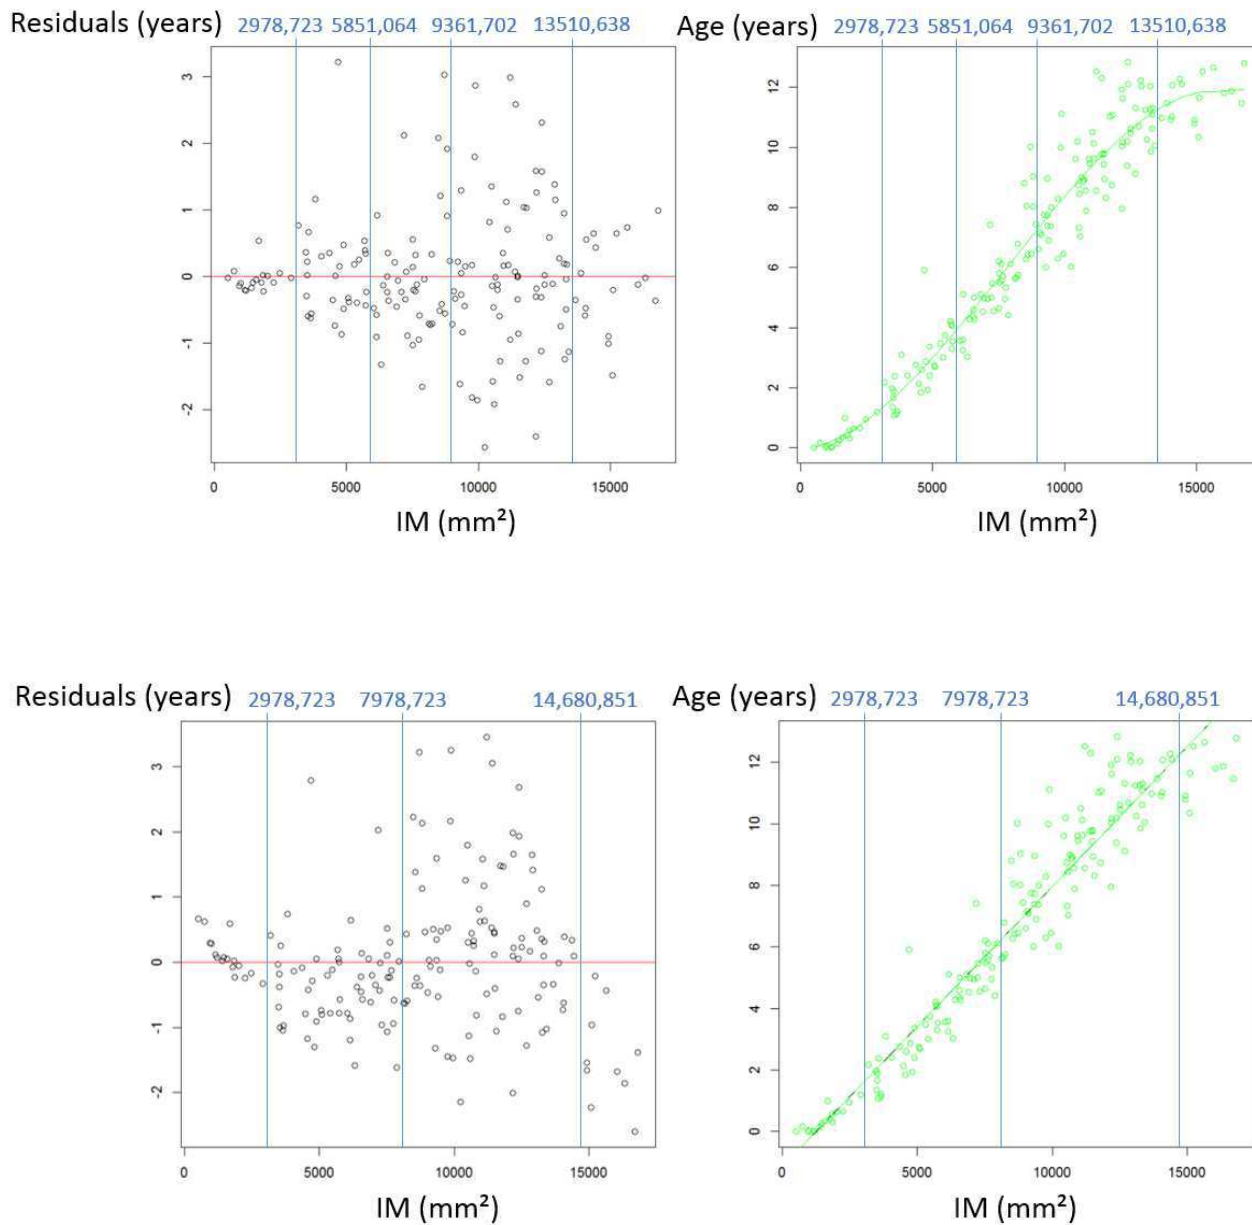 Residuals (years) 2978,723 5851,064 9361,702 13510,638
Age (years) 2978,723 5851,064 9361,702 13510,638
3
2
1
0
-1
-2
0 5000 10000 15000
IM (mm²)
12
10
8
6
4
2
0
0 5000 10000 15000
IM (mm²)
Residuals (years) 2978,723 7978,723 14,680,851
Age (years) 2978,723 7978,723 14,680,851
3
2
1
0
-1
-2
0 5000 10000 15000
IM (mm²)
12
10
8
6
4
2
0
0 5000 10000 15000
IM (mm²)